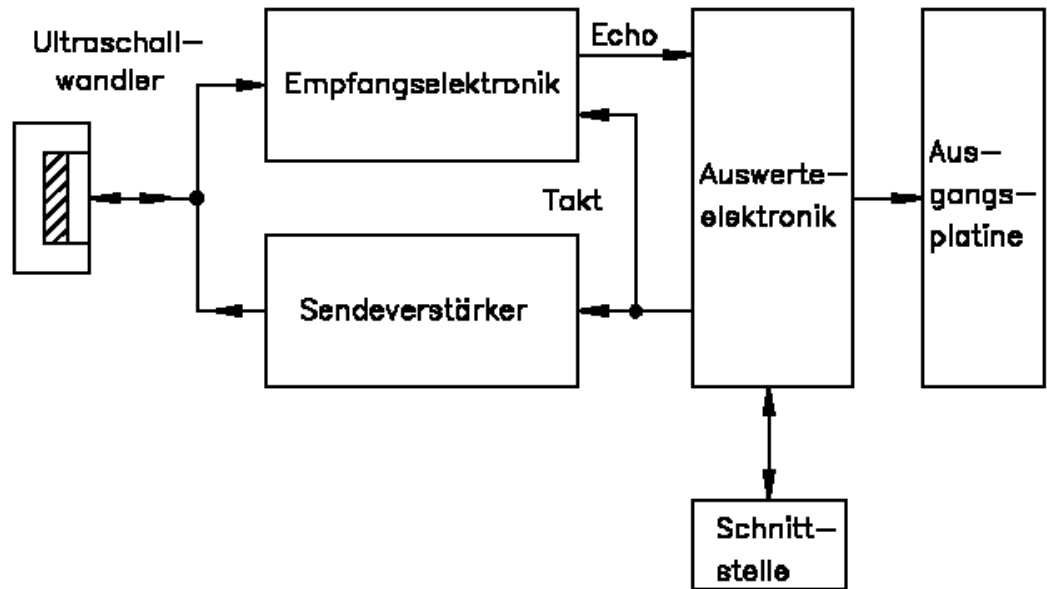 Ultraschall-
wandler
Empfangselektronik
Echo
Takt
Sendeverstärker
Auswerte-
elektronik
Aus-
gangs-
platine
Schnitt-
stelle